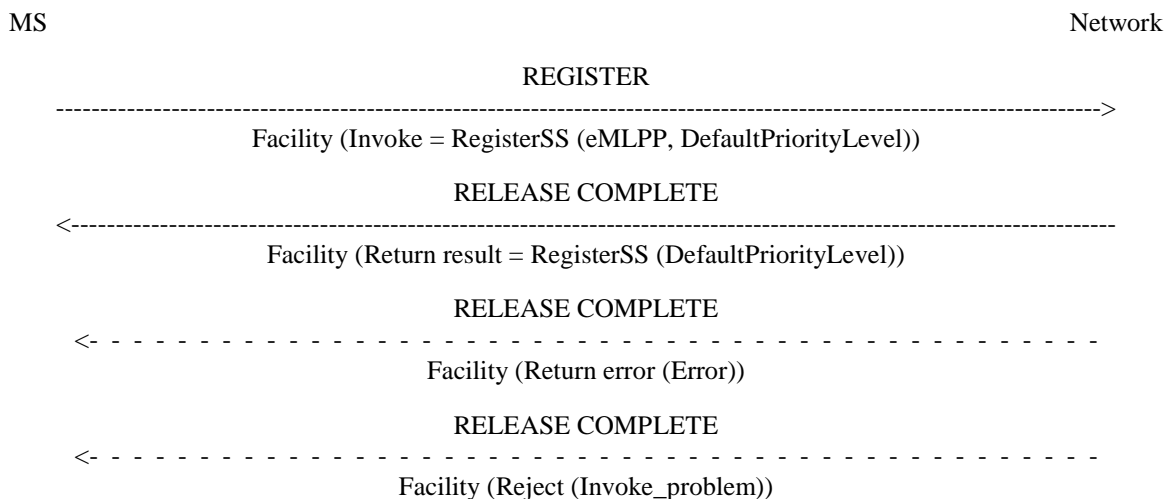 MS Network
REGISTER
------------------------------------------------------------------------------------------------------------------------>
Facility (Invoke = RegisterSS (eMLPP, DefaultPriorityLevel))
RELEASE COMPLETE
<------------------------------------------------------------------------------------------------------------------------
Facility (Return result = RegisterSS (DefaultPriorityLevel))
RELEASE COMPLETE
<- - - - - - - - - - - - - - - - - - - - - - - - - - - - - - - - - - - - - - - - - - - - - -
Facility (Return error (Error))
RELEASE COMPLETE
<- - - - - - - - - - - - - - - - - - - - - - - - - - - - - - - - - - - - - - - - - - - - - -
Facility (Reject (Invoke_problem))